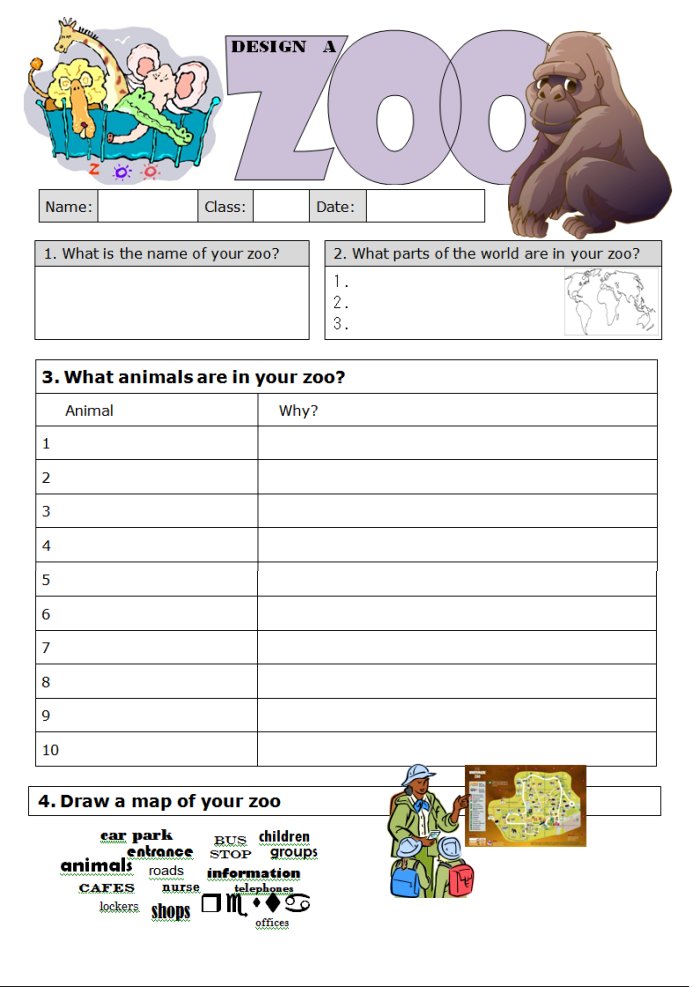 DESIGN A
ZOO
ZOO
Name: Class: Date:
1. What is the name of your zoo?
2. What parts of the world are in your zoo?
1.
2.
3.
3. What animals are in your zoo?
Animal Why?
1
2
3
4
5
6
7
8
9
10
4. Draw a map of your zoo
car park BUS children
entrance STOP groups
animals roads information
CAFES nurse telephones
lockers shops
offices